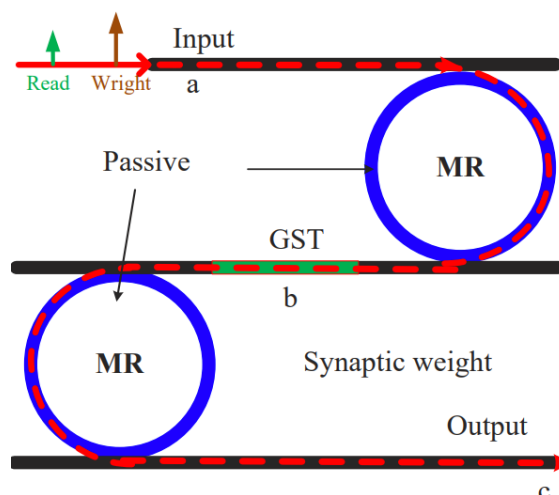 Input
Read
Wright
a
Passive
MR
GST
b
MR
Synaptic weight
Output
c